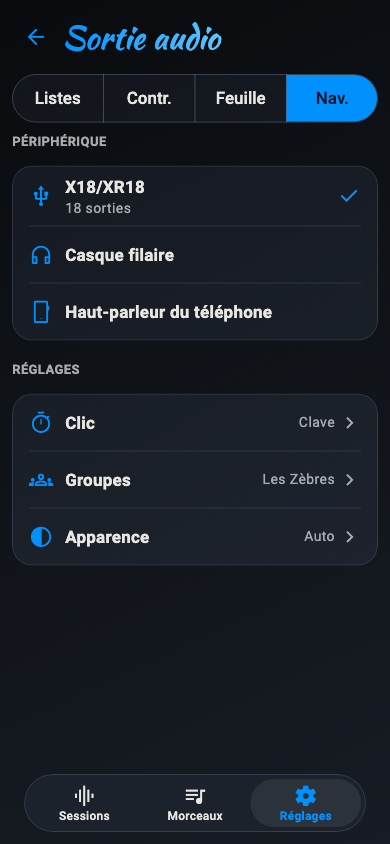 Sortie audio
Listes
Contr.
Feuille
Nav.
PÉRIPHÉRIQUE
X18/XR18
18 sorties
Casque filaire
Haut-parleur du téléphone
RÉGLAGES
Clic
Clave
Groupes
Les Zèbres
Apparence
Auto
Sessions
Morceaux
Réglages